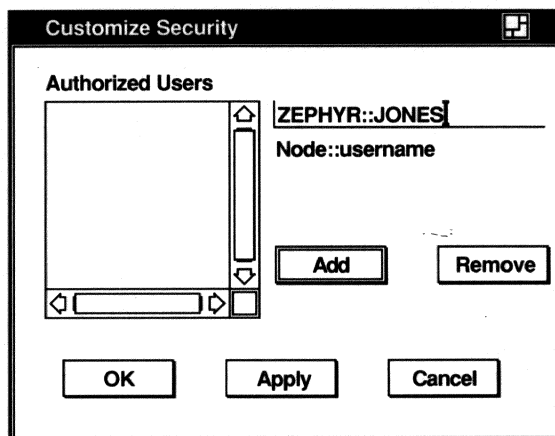 Customize Security
Authorized Users
ZEPHYR::JONES
Node::username
Add
Remove
OK
Apply
Cancel